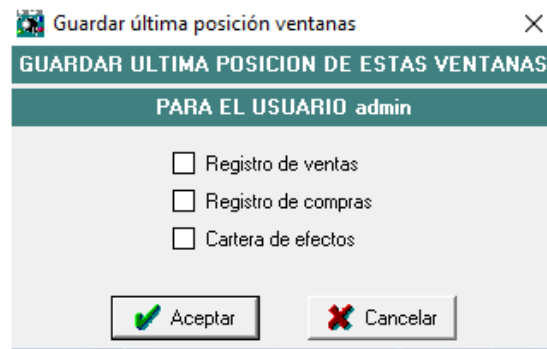 Guardar última posición ventanas
GUARDAR ULTIMA POSICION DE ESTAS VENTANAS
PARA EL USUARIO admin
Registro de ventas
Registro de compras
Cartera de efectos
Aceptar
Cancelar